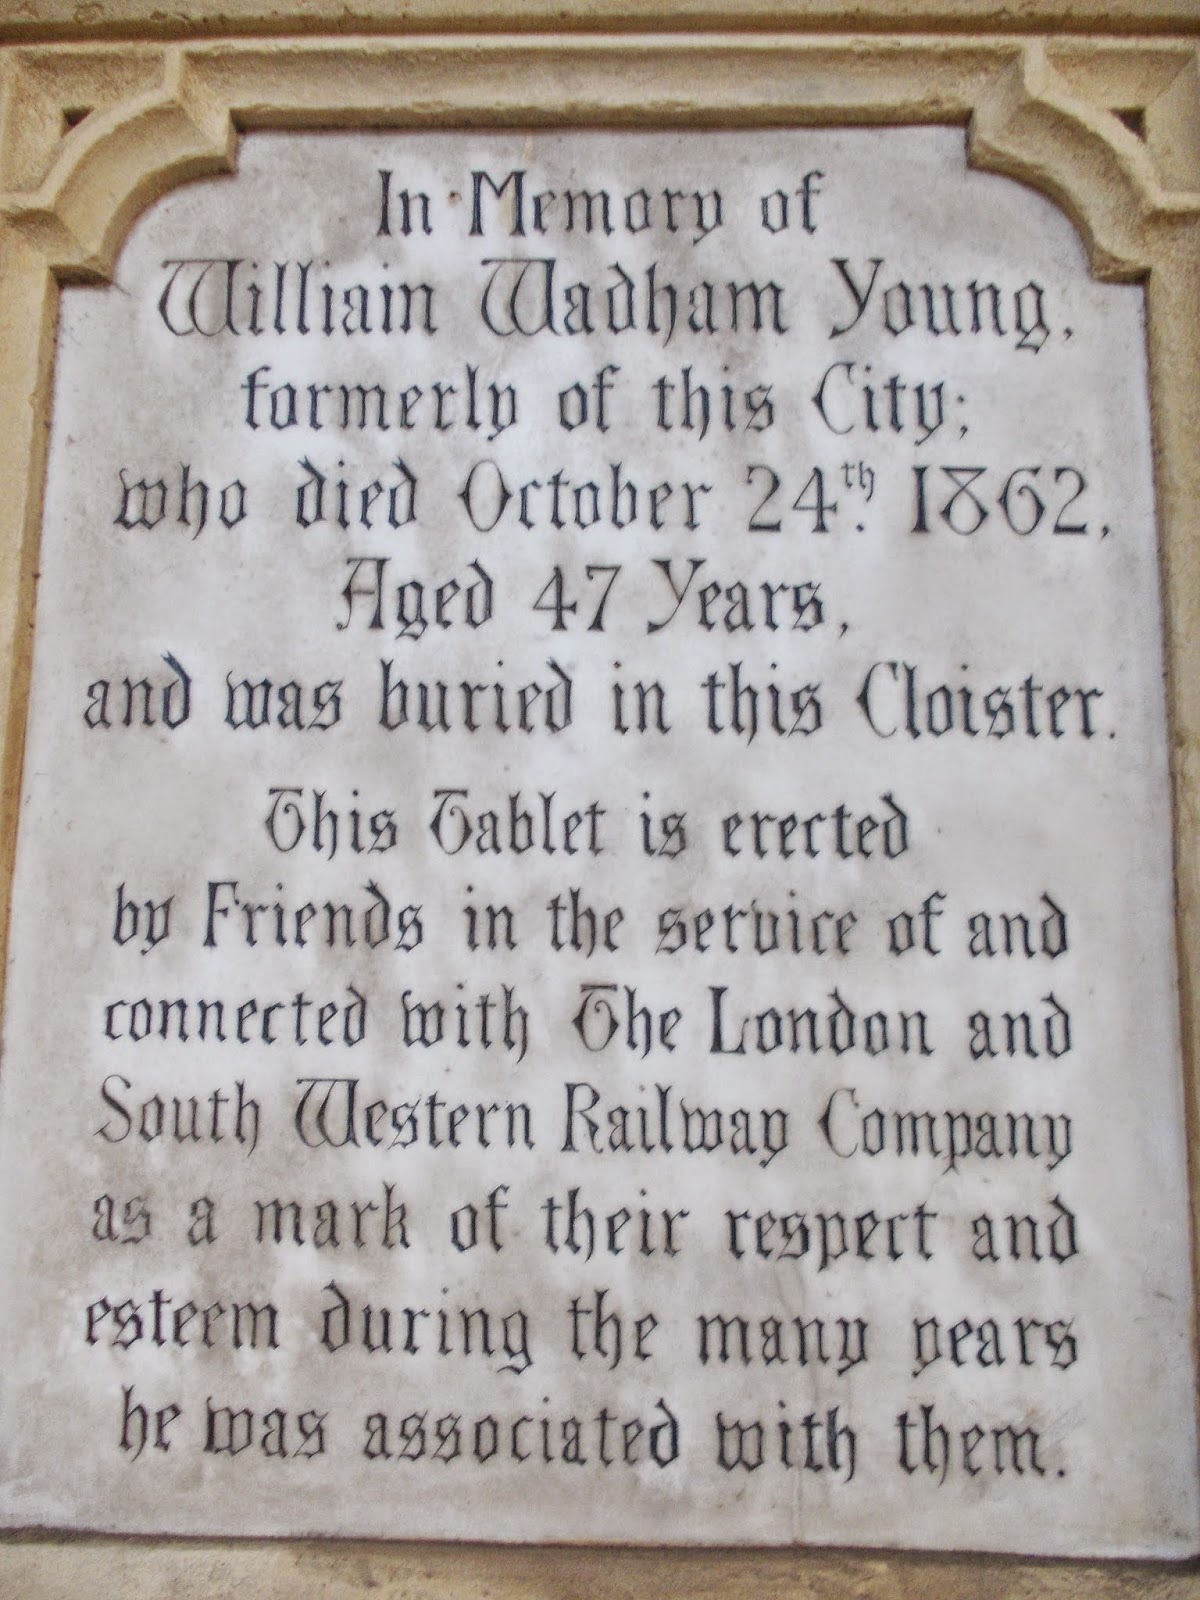 In Memory of
William Wadham Young,
formerly of this City;
who died October 24th. 1862,
Aged 47 Years,
and was buried in this Cloister.
This Tablet is erected
by Friends in the service of and
connected with The London and
South Western Railway Company
as a mark of their respect and
esteem during the many years
he was associated with them.